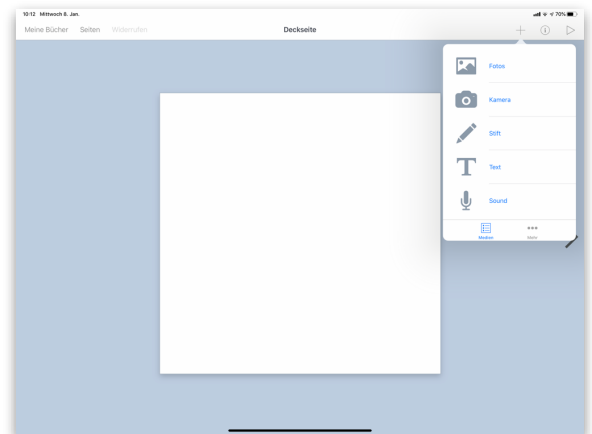 10:12 Mittwoch 8. Jan.
70%
Meine Bücher Seiten Widerrufen Deckseite
Fotos
Kamera
Stift
Text
Sound
Medien Mehr